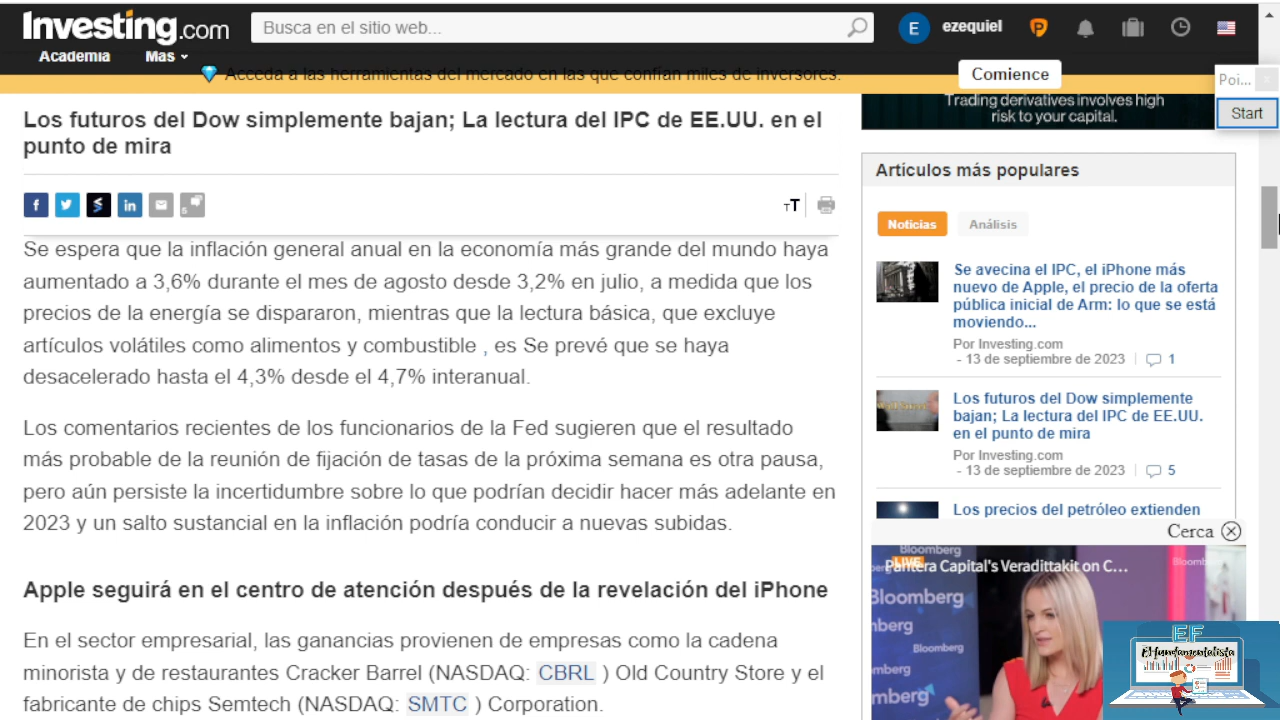 Investing.com
Busca en el sitio web...
E
ezequiel
Academia
Mas
Acceda a las herramientas del mercado en las que confían miles de inversores.
Comience
Poi...
Start
Los futuros del Dow simplemente bajan; La lectura del IPC de EE.UU. en el
punto de mira
Se espera que la inflación general anual en la economía más grande del mundo haya
aumentado a 3,6% durante el mes de agosto desde 3,2% en julio, a medida que los
precios de la energía se dispararon, mientras que la lectura básica, que excluye
artículos volátiles como alimentos y combustible , es Se prevé que se haya
desacelerado hasta el 4,3% desde el 4,7% interanual.
Los comentarios recientes de los funcionarios de la Fed sugieren que el resultado
más probable de la reunión de fijación de tasas de la próxima semana es otra pausa,
pero aún persiste la incertidumbre sobre lo que podrían decidir hacer más adelante en
2023 y un salto sustancial en la inflación podría conducir a nuevas subidas.
Apple seguirá en el centro de atención después de la revelación del iPhone
En el sector empresarial, las ganancias provienen de empresas como la cadena
minorista y de restaurantes Cracker Barrel (NASDAQ: CBRL ) Old Country Store y el
fabricante de chips Semtech (NASDAQ: SMTC ) Corporation.
Trading derivatives involves high
risk to your capital.
Artículos más populares
Noticias
Análisis
Se avecina el IPC, el iPhone más
nuevo de Apple, el precio de la oferta
pública inicial de Arm: lo que se está
moviendo...
Por Investing.com
- 13 de septiembre de 2023
1
Los futuros del Dow simplemente
bajan; La lectura del IPC de EE.UU.
en el punto de mira
Por Investing.com
- 13 de septiembre de 2023
5
Los precios del petróleo extienden
Cerca
Bloomberg
LIVE
Pantera Capital's Veradittakit on C...
Bloomberg
Bloomberg
EF
El Fundamentalista